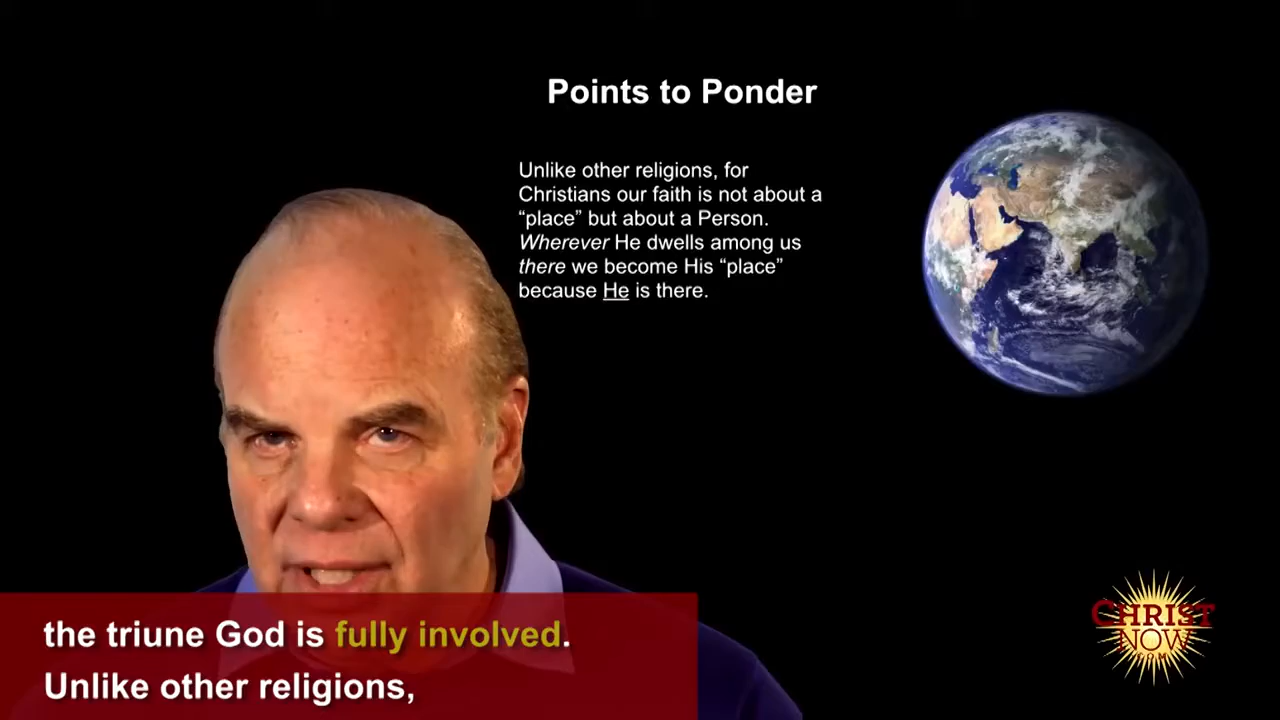 Points to Ponder
Unlike other religions, for
Christians our faith is not about a
“place” but about a Person.
Wherever He dwells among us
there we become His “place”
because He is there.
the triune God is fully involved.
Unlike other religions,
CHRIST
NOW
.COM